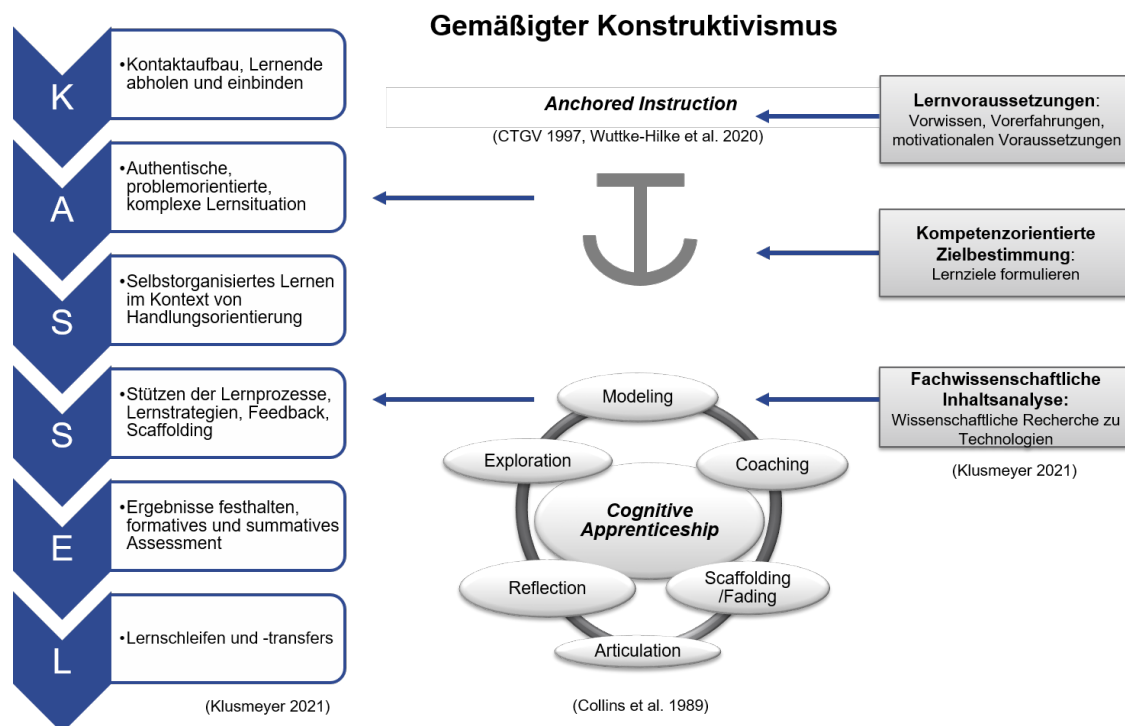 Gemäßigter Konstruktivismus
K
•Kontaktaufbau, Lernende
abholen und einbinden
A
•Authentische,
problemorientierte,
komplexe Lernsituation
S
•Selbstorganisiertes Lernen
im Kontext von
Handlungsorientierung
S
•Stützen der Lernprozesse,
Lernstrategien, Feedback,
Scaffolding
E
•Ergebnisse festhalten,
formatives und summatives
Assessment
L
•Lernschleifen und -transfers
(Klusmeyer 2021)
Anchored Instruction
(CTGV 1997, Wuttke-Hilke et al. 2020)
Modeling
Exploration
Coaching
Cognitive
Apprenticeship
Reflection
Scaffolding
/Fading
Articulation
(Collins et al. 1989)
Lernvoraussetzungen:
Vorwissen, Vorerfahrungen,
motivationalen Voraussetzungen
Kompetenzorientierte
Zielbestimmung:
Lernziele formulieren
Fachwissenschaftliche
Inhaltsanalyse:
Wissenschaftliche Recherche zu
Technologien
(Klusmeyer 2021)